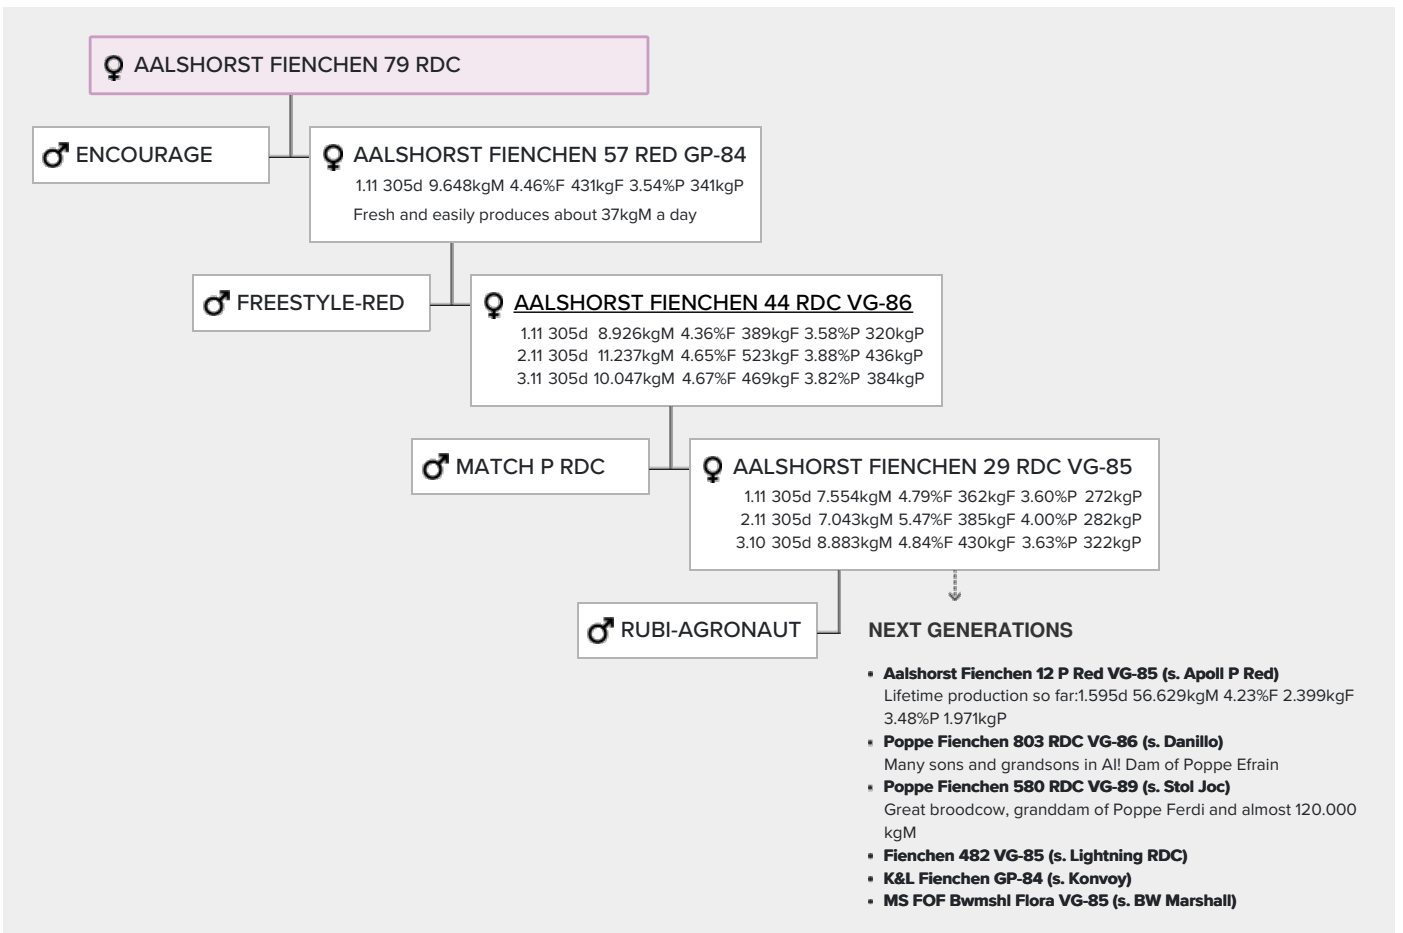 AALSHORST FIENCHEN 79 RDC
ENCOURAGE
AALSHORST FIENCHEN 57 RED GP-84
1.11 305d 9.648kgM 4.46%F 431kgF 3.54%P 341kgP
Fresh and easily produces about 37kgM a day
FREESTYLE-RED
AALSHORST FIENCHEN 44 RDC VG-86
1.11 305d 8.926kgM 4.36%F 389kgF 3.58%P 320kgP
2.11 305d 11.237kgM 4.65%F 523kgF 3.88%P 436kgP
3.11 305d 10.047kgM 4.67%F 469kgF 3.82%P 384kgP
MATCH P RDC
AALSHORST FIENCHEN 29 RDC VG-85
1.11 305d 7.554kgM 4.79%F 362kgF 3.60%P 272kgP
2.11 305d 7.043kgM 5.47%F 385kgF 4.00%P 282kgP
3.10 305d 8.883kgM 4.84%F 430kgF 3.63%P 322kgP
RUBI-AGRONAUT
NEXT GENERATIONS
• Aalshorst Fienchen 12 P Red VG-85 (s. Apoll P Red)
Lifetime production so far:1.595d 56.629kgM 4.23%F 2.399kgF
3.48%P 1.971kgP
• Poppe Fienchen 803 RDC VG-86 (s. Danillo)
Many sons and grandsons in AI! Dam of Poppe Efrain
• Poppe Fienchen 580 RDC VG-89 (s. Stol Joc)
Great broodcow, granddam of Poppe Ferdi and almost 120.000
kgM
• Fienchen 482 VG-85 (s. Lightning RDC)
• K&L Fienchen GP-84 (s. Konvoy)
• MS FOF Bwmshl Flora VG-85 (s. BW Marshall)